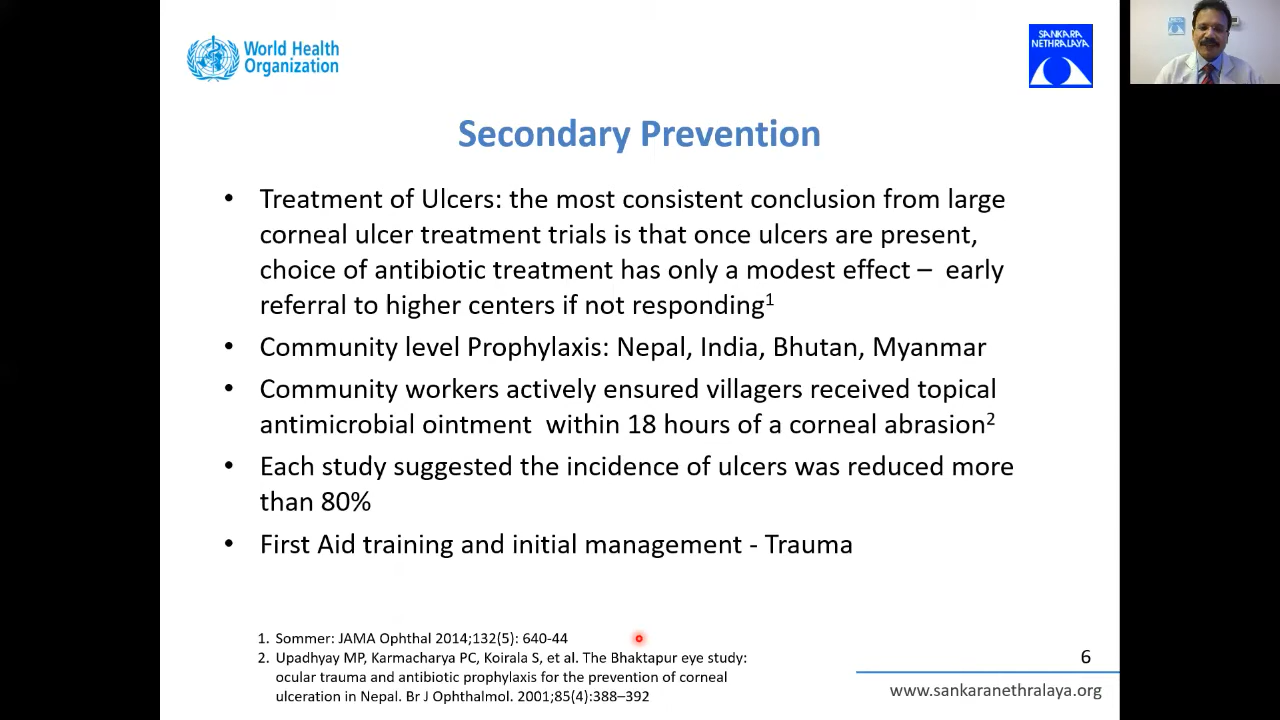 World Health
Organization
SANKARA
NETHRALAYA
Secondary Prevention
• Treatment of Ulcers: the most consistent conclusion from large
corneal ulcer treatment trials is that once ulcers are present,
choice of antibiotic treatment has only a modest effect – early
referral to higher centers if not responding1
• Community level Prophylaxis: Nepal, India, Bhutan, Myanmar
• Community workers actively ensured villagers received topical
antimicrobial ointment within 18 hours of a corneal abrasion2
• Each study suggested the incidence of ulcers was reduced more
than 80%
• First Aid training and initial management - Trauma
1. Sommer: JAMA Ophthal 2014;132(5): 640-44
2. Upadhyay MP, Karmacharya PC, Koirala S, et al. The Bhaktapur eye study:
ocular trauma and antibiotic prophylaxis for the prevention of corneal
ulceration in Nepal. Br J Ophthalmol. 2001;85(4):388–392
6
www.sankaranethralaya.org